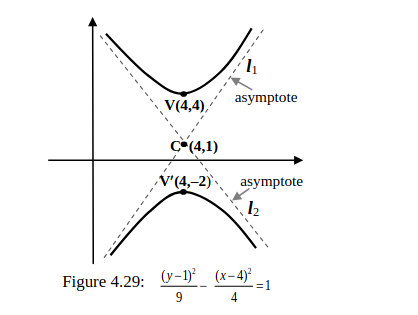 l₁
asymptote
V(4,4)
C (4,1)
V′(4,–2)
asymptote
l₂
Figure 4.29: (y–1)²/9 – (x–4)²/4 =1